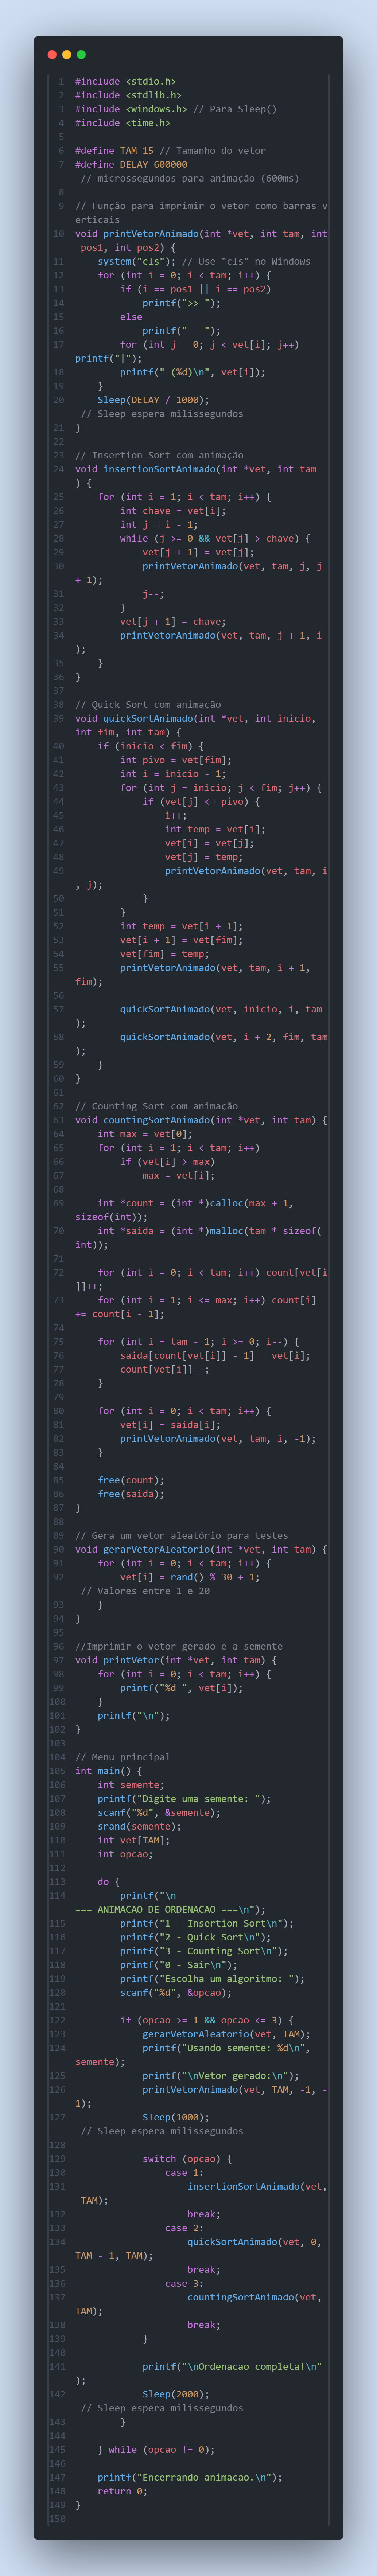 1 #include <stdio.h>
2 #include <stdlib.h>
3 #include <windows.h> // Para Sleep()
4 #include <time.h>
5
6 #define TAM 15 // Tamanho do vetor
7 #define DELAY 600000
 // microssegundos para animação (600ms)
8
9 // Função para imprimir o vetor como barras v
erticais
10 void printVetorAnimado(int *vet, int tam, int
 pos1, int pos2) {
11     system("cls"); // Use "cls" no Windows
12     for (int i = 0; i < tam; i++) {
13         if (i == pos1 || i == pos2)
14             printf(">> ");
15         else
16             printf("   ");
17         for (int j = 0; j < vet[i]; j++)
printf("|");
18         printf(" (%d)\n", vet[i]);
19     }
20     Sleep(DELAY / 1000);
 // Sleep espera milissegundos
21 }
22
23 // Insertion Sort com animação
24 void insertionSortAnimado(int *vet, int tam
) {
25     for (int i = 1; i < tam; i++) {
26         int chave = vet[i];
27         int j = i - 1;
28         while (j >= 0 && vet[j] > chave) {
29             vet[j + 1] = vet[j];
30             printVetorAnimado(vet, tam, j, j
+ 1);
31             j--;
32         }
33         vet[j + 1] = chave;
34         printVetorAnimado(vet, tam, j + 1, i
);
35     }
36 }
37
38 // Quick Sort com animação
39 void quickSortAnimado(int *vet, int inicio,
int fim, int tam) {
40     if (inicio < fim) {
41         int pivo = vet[fim];
42         int i = inicio - 1;
43         for (int j = inicio; j < fim; j++) {
44             if (vet[j] <= pivo) {
45                 i++;
46                 int temp = vet[i];
47                 vet[i] = vet[j];
48                 vet[j] = temp;
49                 printVetorAnimado(vet, tam, i
, j);
50             }
51         }
52         int temp = vet[i + 1];
53         vet[i + 1] = vet[fim];
54         vet[fim] = temp;
55         printVetorAnimado(vet, tam, i + 1,
fim);
56
57         quickSortAnimado(vet, inicio, i, tam
);
58         quickSortAnimado(vet, i + 2, fim, tam
);
59     }
60 }
61
62 // Counting Sort com animação
63 void countingSortAnimado(int *vet, int tam) {
64     int max = vet[0];
65     for (int i = 1; i < tam; i++)
66         if (vet[i] > max)
67             max = vet[i];
68
69     int *count = (int *)calloc(max + 1,
sizeof(int));
70     int *saida = (int *)malloc(tam * sizeof(
int));
71
72     for (int i = 0; i < tam; i++) count[vet[i
]]++;
73     for (int i = 1; i <= max; i++) count[i]
+= count[i - 1];
74
75     for (int i = tam - 1; i >= 0; i--) {
76         saida[count[vet[i]] - 1] = vet[i];
77         count[vet[i]]--;
78     }
79
80     for (int i = 0; i < tam; i++) {
81         vet[i] = saida[i];
82         printVetorAnimado(vet, tam, i, -1);
83     }
84
85     free(count);
86     free(saida);
87 }
88
89 // Gera um vetor aleatório para testes
90 void gerarVetorAleatorio(int *vet, int tam) {
91     for (int i = 0; i < tam; i++) {
92         vet[i] = rand() % 30 + 1;
 // Valores entre 1 e 20
93     }
94 }
95
96 //Imprimir o vetor gerado e a semente
97 void printVetor(int *vet, int tam) {
98     for (int i = 0; i < tam; i++) {
99         printf("%d ", vet[i]);
100     }
101     printf("\n");
102 }
103
104 // Menu principal
105 int main() {
106     int semente;
107     printf("Digite uma semente: ");
108     scanf("%d", &semente);
109     srand(semente);
110     int vet[TAM];
111     int opcao;
112
113     do {
114         printf("\n
=== ANIMACAO DE ORDENACAO ===\n");
115         printf("1 - Insertion Sort\n");
116         printf("2 - Quick Sort\n");
117         printf("3 - Counting Sort\n");
118         printf("0 - Sair\n");
119         printf("Escolha um algoritmo: ");
120         scanf("%d", &opcao);
121
122         if (opcao >= 1 && opcao <= 3) {
123             gerarVetorAleatorio(vet, TAM);
124             printf("Usando semente: %d\n",
semente);
125             printf("\nVetor gerado:\n");
126             printVetorAnimado(vet, TAM, -1, -
1);
127             Sleep(1000);
 // Sleep espera milissegundos
128
129             switch (opcao) {
130                 case 1:
131                     insertionSortAnimado(vet,
 TAM);
132                     break;
133                 case 2:
134                     quickSortAnimado(vet, 0,
TAM - 1, TAM);
135                     break;
136                 case 3:
137                     countingSortAnimado(vet,
TAM);
138                     break;
139             }
140
141             printf("\nOrdenacao completa!\n"
);
142             Sleep(2000);
 // Sleep espera milissegundos
143         }
144
145     } while (opcao != 0);
146
147     printf("Encerrando animacao.\n");
148     return 0;
149 }
150